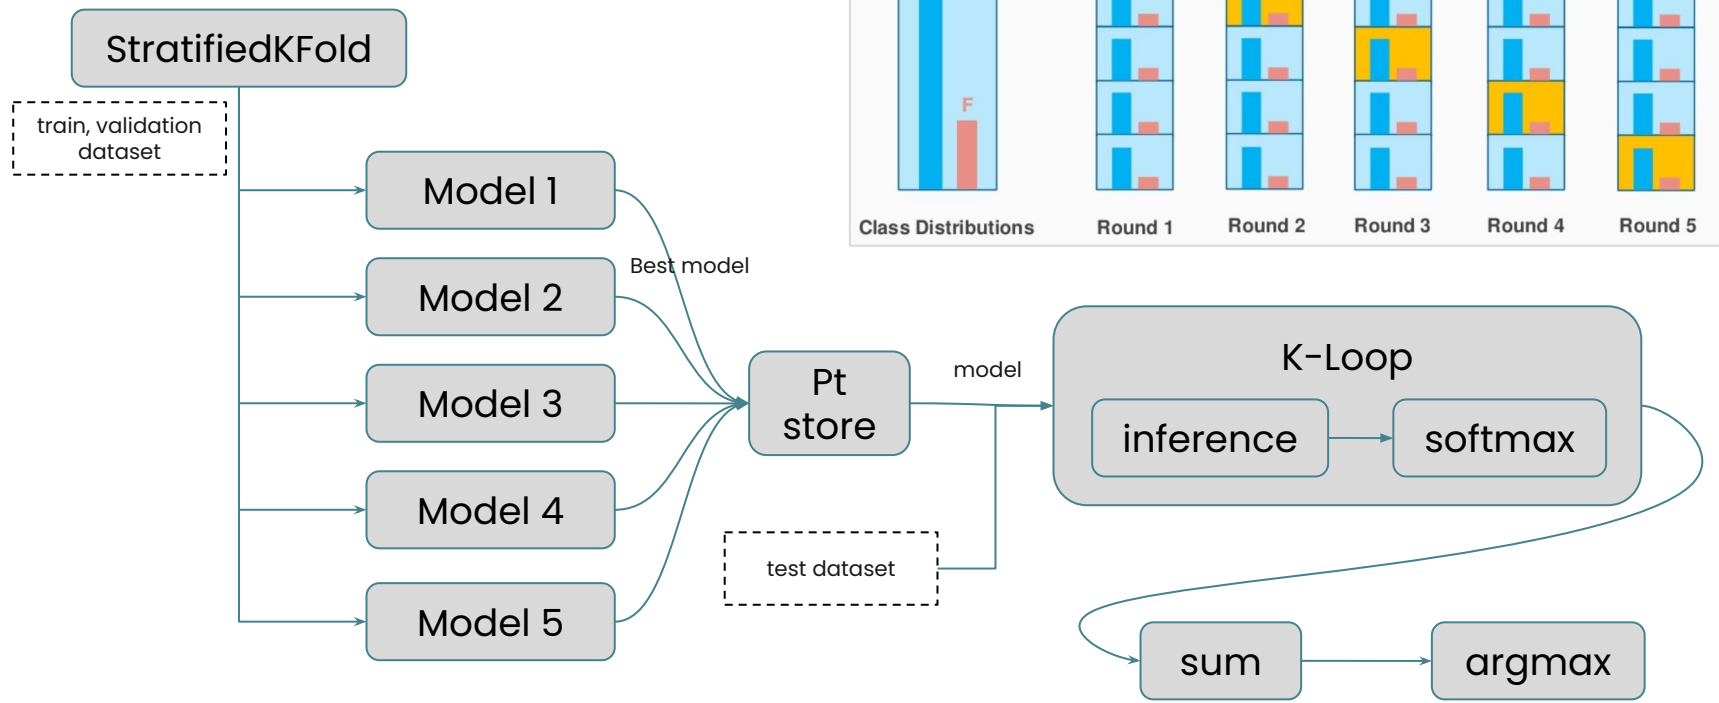 StratifiedKFold
train, validation
dataset
Model 1
Model 2
Model 3
Model 4
Model 5
Best model
F
Class Distributions
Round 1
Round 2
Round 3
Round 4
Round 5
Pt
store
model
test dataset
K-Loop
inference
softmax
sum
argmax